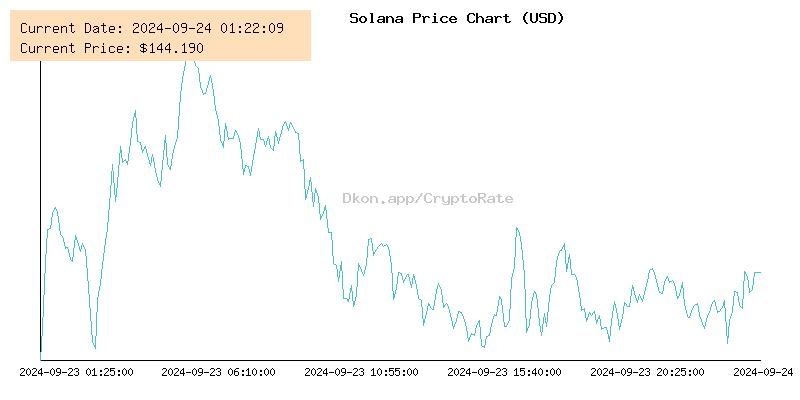 Solana Price Chart (USD)
Current Date: 2024-09-24 01:22:09
Current Price: $144.190
Dkon.app/CryptoRate
2024-09-23 01:25:00 2024-09-23 06:10:00 2024-09-23 10:55:00 2024-09-23 15:40:00 2024-09-23 20:25:00 2024-09-24